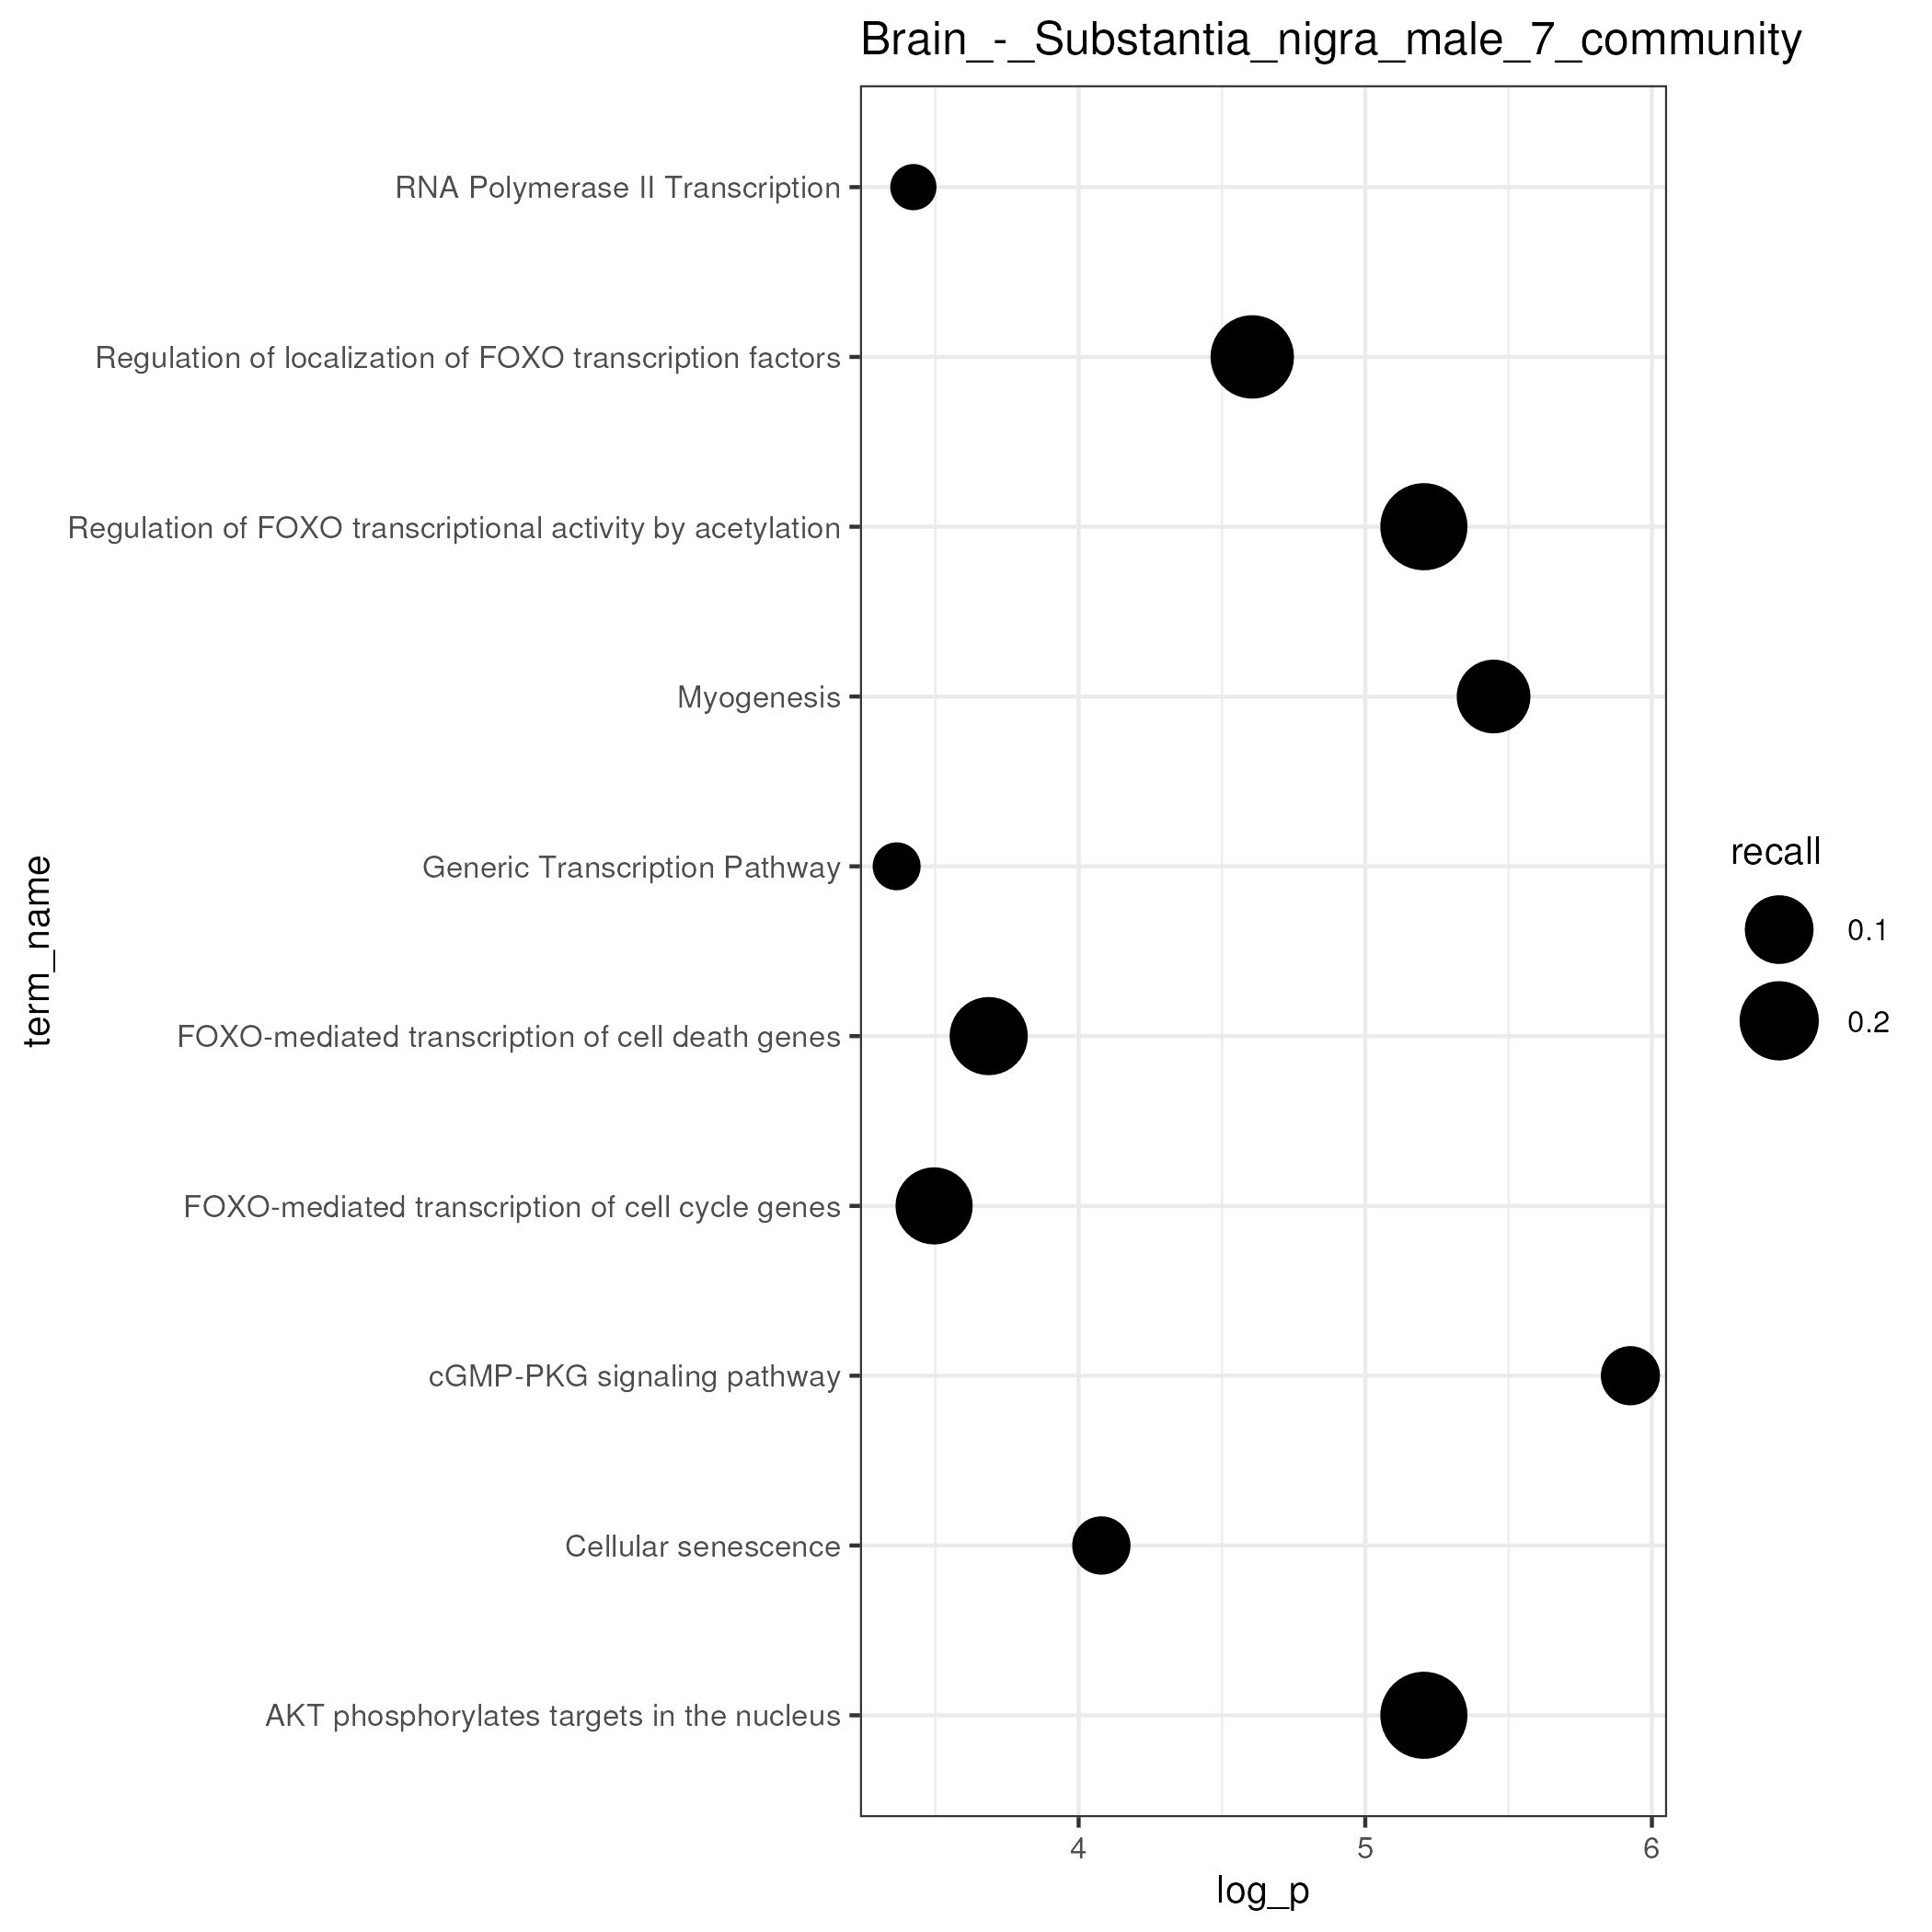 Brain_-_Substantia_nigra_male_7_community
RNA Polymerase II Transcription
Regulation of localization of FOXO transcription factors
Regulation of FOXO transcriptional activity by acetylation
Myogenesis
Generic Transcription Pathway
FOXO-mediated transcription of cell death genes
FOXO-mediated transcription of cell cycle genes
cGMP-PKG signaling pathway
Cellular senescence
AKT phosphorylates targets in the nucleus
term_name
4 5 6
log_p
recall
0.1
0.2